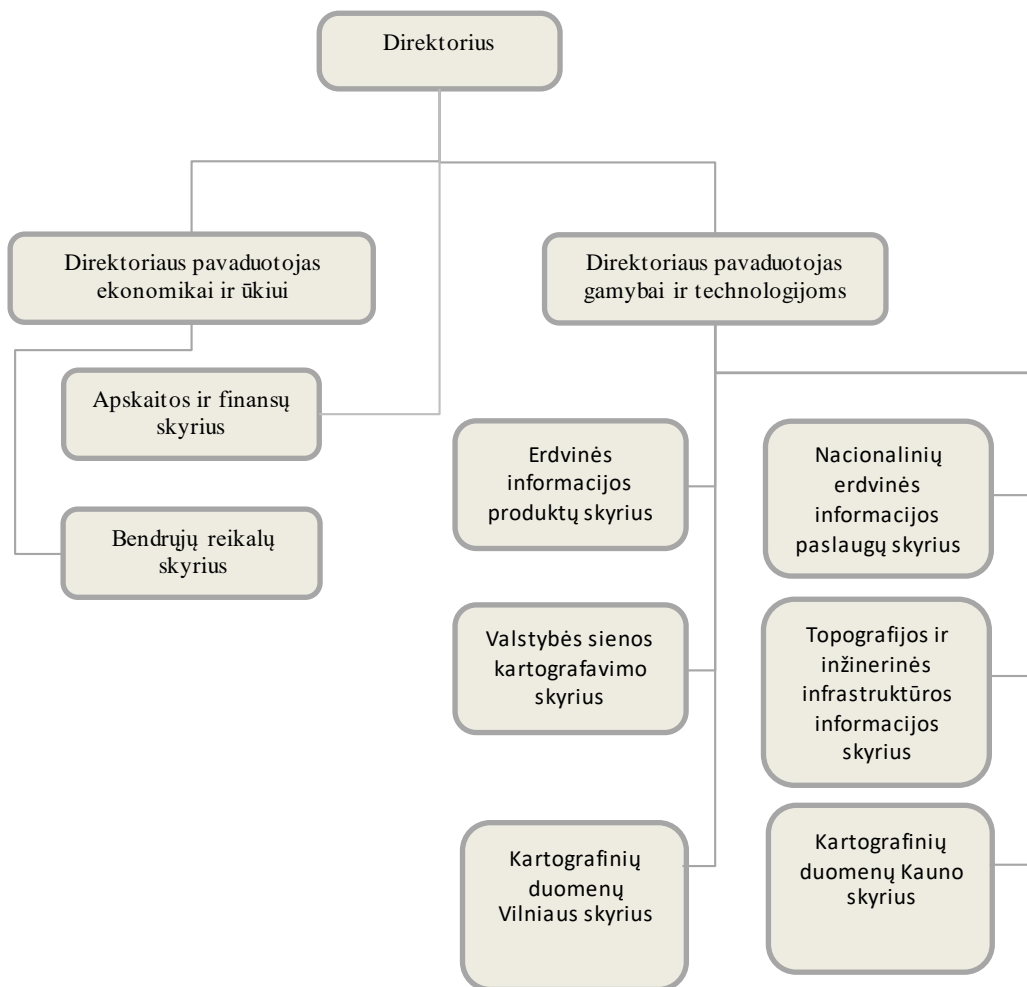 Direktorius
Direktoriaus pavaduotojas
ekonomikai ir ūkiui
Direktoriaus pavaduotojas
gamybai ir technologijoms
Apskaitos ir finansų
skyrius
Bendrųjų reikalų
skyrius
Erdvinės
informacijos
produktų skyrius
Nacionalinių
erdvinės
informacijos
paslaugų skyrius
Valstybės sienos
kartografavimo
skyrius
Topografijos ir
inžinerinės
infrastruktūros
informacijos
skyrius
Kartografinių
duomenų
Vilniaus skyrius
Kartografinių
duomenų Kauno
skyrius